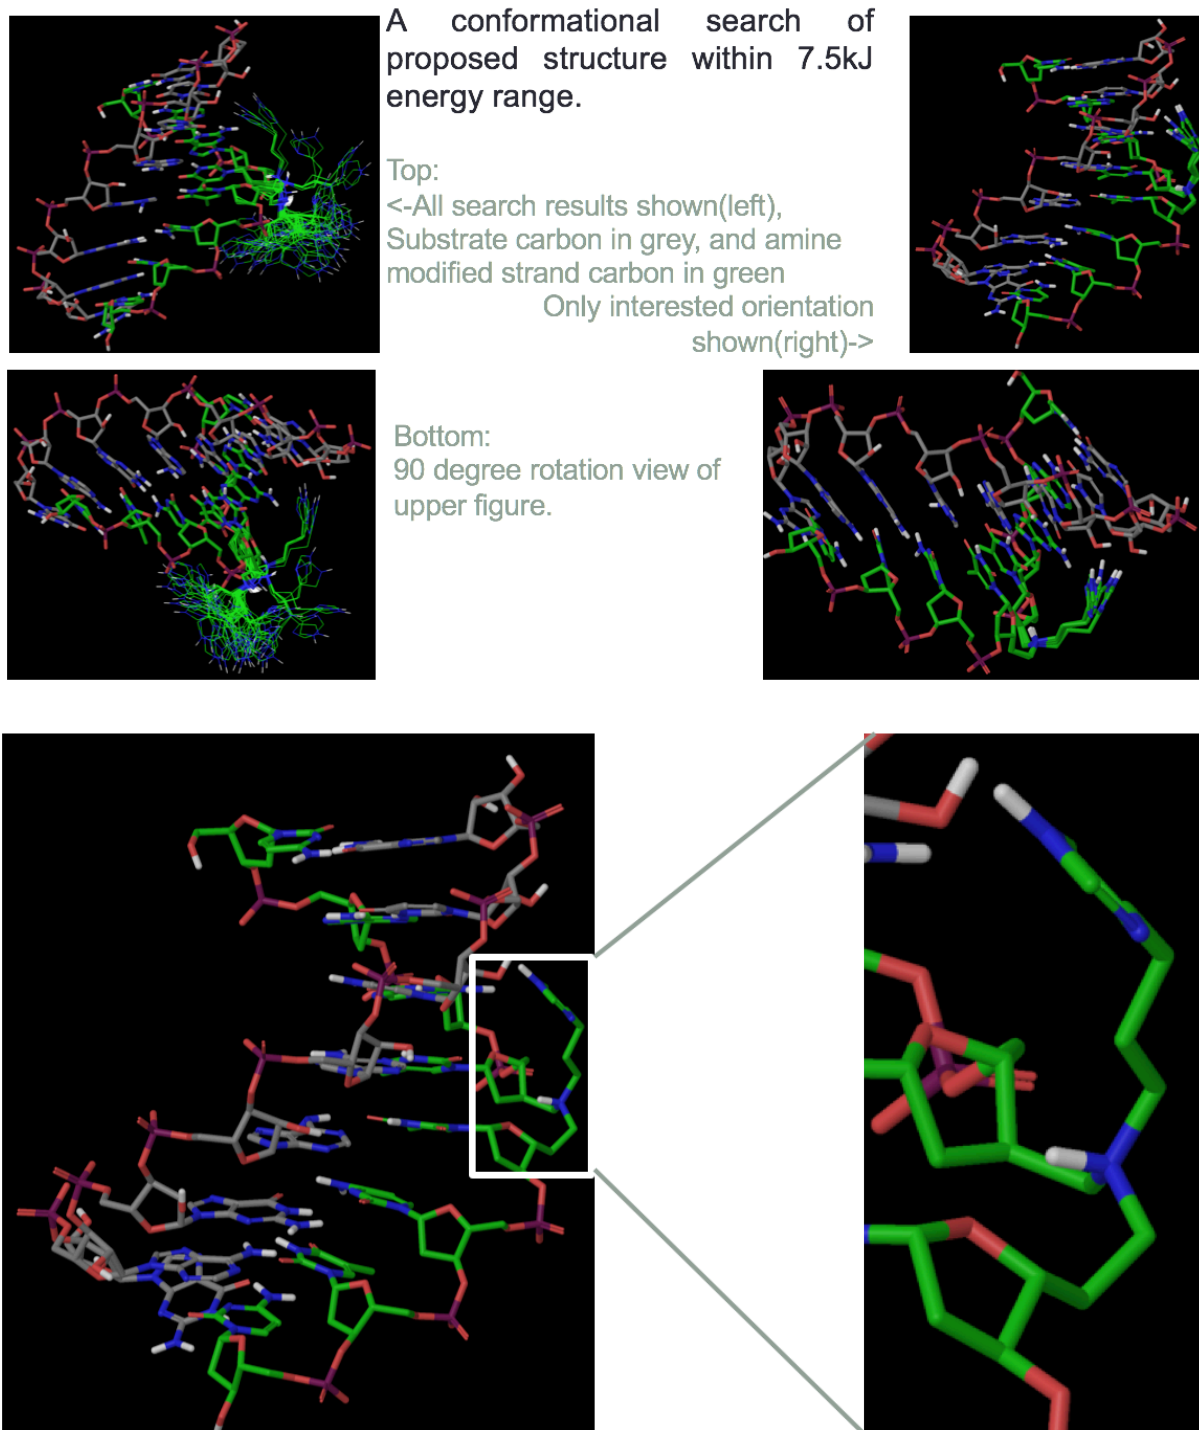 A conformational search of
proposed structure within 7.5kJ
energy range.
Top:
<-All search results shown(left),
Substrate carbon in grey, and amine
modified strand carbon in green
Only interested orientation
shown(right)->
Bottom:
90 degree rotation view of
upper figure.